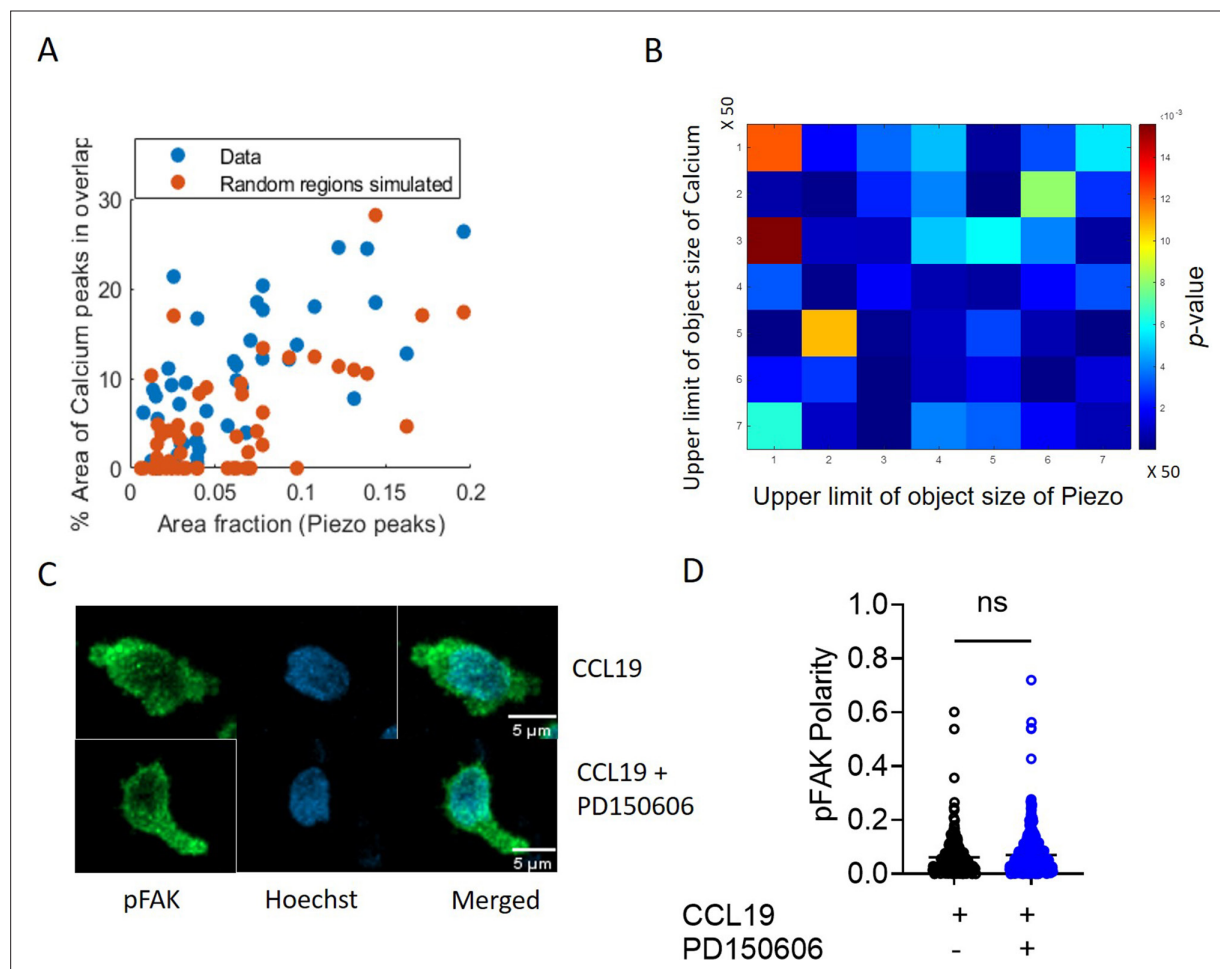 A
Data
Random regions simulated
% Area of Calcium peaks in overlap
30
20
10
0
0 0.05 0.1 0.15 0.2
Area fraction (Piezo peaks)
B
X 50
Upper limit of object size of Calcium
1
2
3
4
5
6
7
1 2 3 4 5 6 7
X 50
Upper limit of object size of Piezo
14
12
10
8
6
4
2
p-value
C
CCL19
5 µm
CCL19 +
PD150606
5 µm
pFAK Hoechst Merged
D
ns
pFAK Polarity
1.0
0.8
0.6
0.4
0.2
0.0
CCL19 + +
PD150606 - +